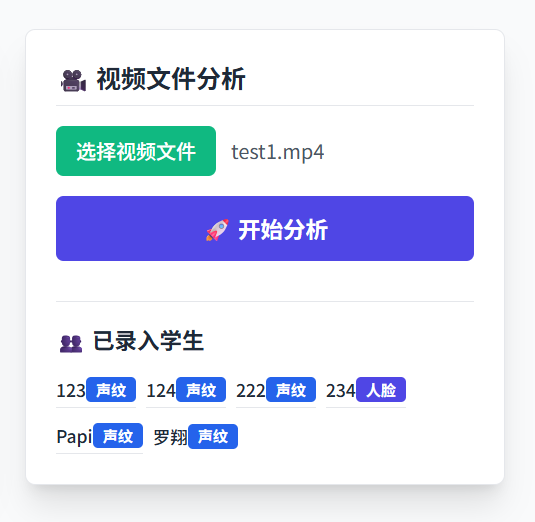 视频文件分析
选择视频文件 test1.mp4
开始分析
已录入学生
123 声纹 124 声纹 222 声纹 234 人脸
Papi 声纹 罗翔 声纹